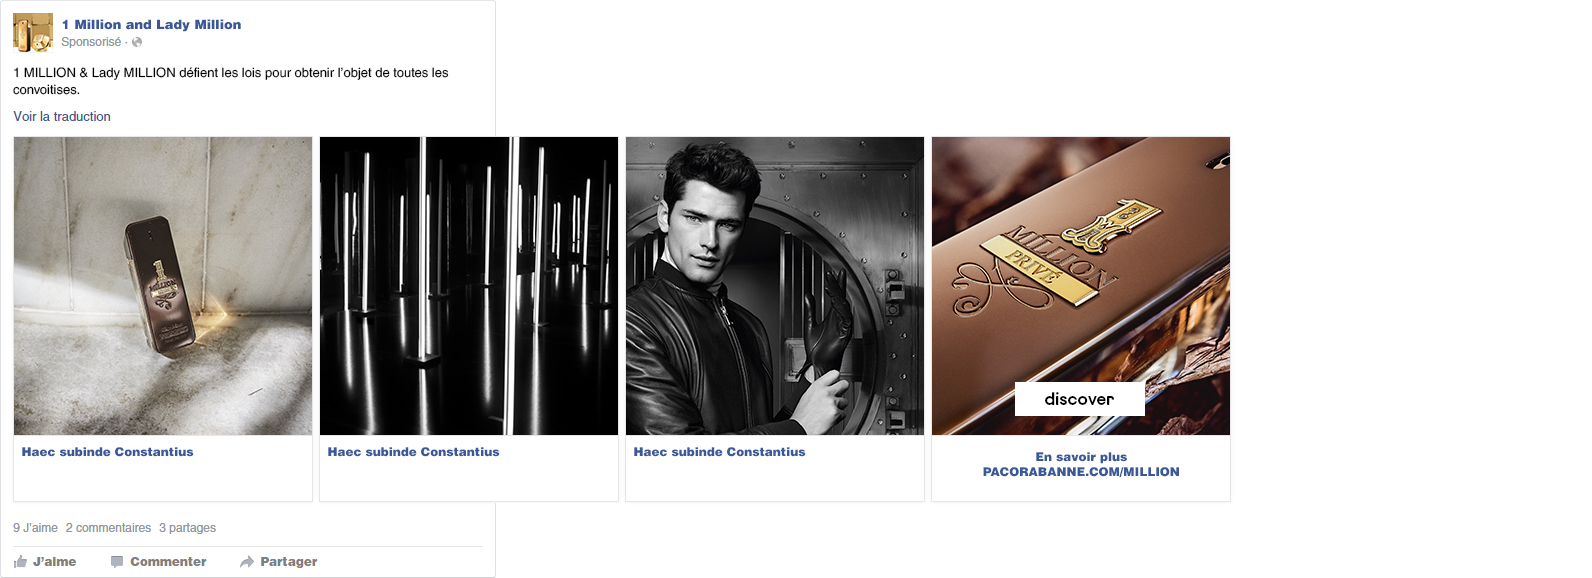 1 Million and Lady Million
Sponsorisé ·
1 MILLION & Lady MILLION défient les lois pour obtenir l'objet de toutes les
convoitises.
Voir la traduction
1
MILLION
1
MILLION
PRIVÉ
discover
Haec subinde Constantius
Haec subinde Constantius
Haec subinde Constantius
En savoir plus
PACORABANNE.COM/MILLION
9 J'aime 2 commentaires 3 partages
J'aime Commenter Partager